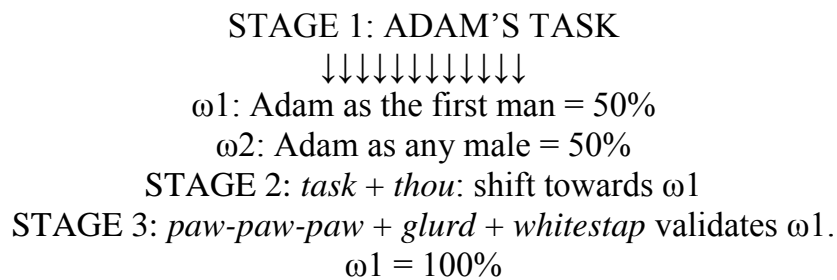 STAGE 1: ADAM’S TASK
↓↓↓↓↓↓↓↓↓↓↓↓
ω1: Adam as the first man = 50%
ω2: Adam as any male = 50%
STAGE 2: task + thou: shift towards ω1
STAGE 3: paw-paw-paw + glurd + whitestap validates ω1.
ω1 = 100%